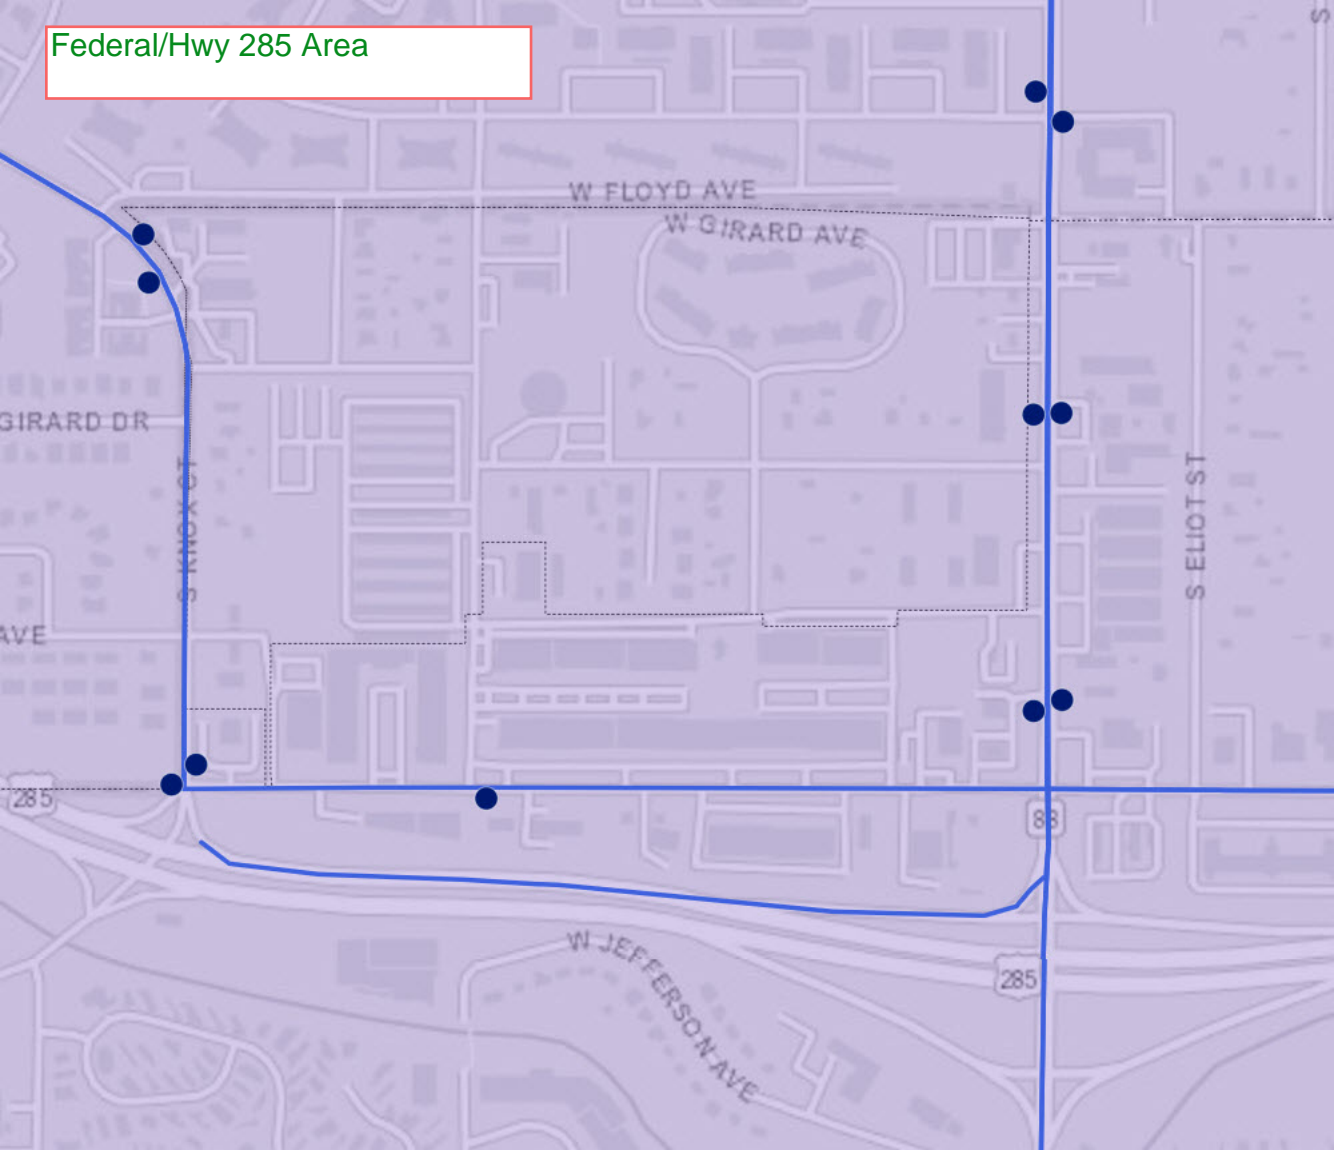 Federal/Hwy 285 Area
W FLOYD AVE
W GIRARD AVE
GIRARD DR
S KNOX CT
S ELIOT ST
AVE
285
88
285
W JEFFERSON AVE
S